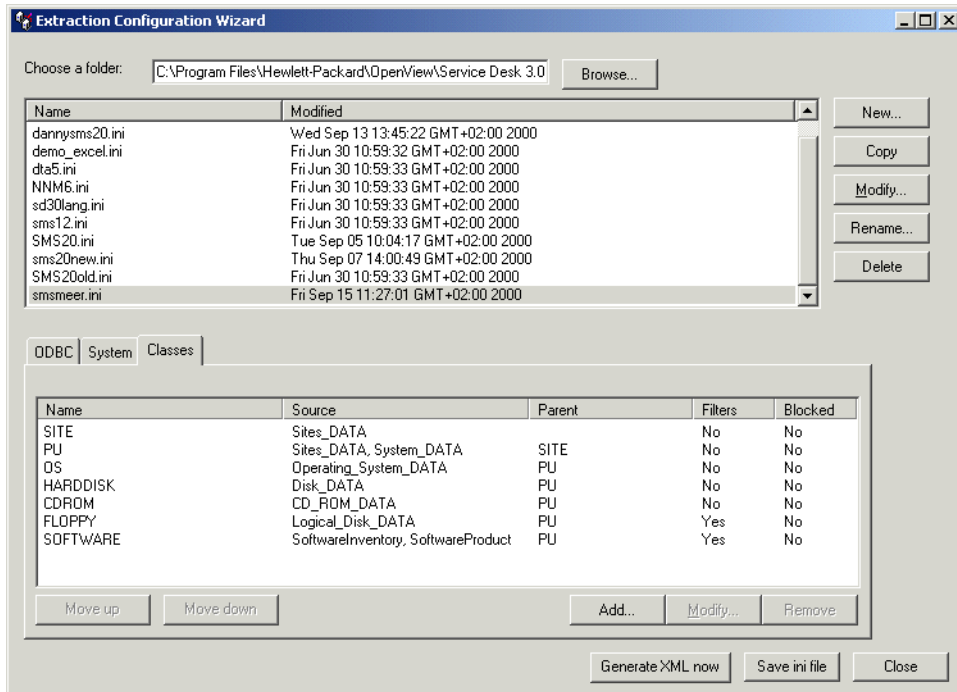 Extraction Configuration Wizard
Choose a folder: C:\Program Files\Hewlett-Packard\OpenView\Service Desk 3.0 Browse...
Name Modified
dannysms20.ini Wed Sep 13 13:45:22 GMT+02:00 2000
demo_excel.ini Fri Jun 30 10:59:32 GMT+02:00 2000
dta5.ini Fri Jun 30 10:59:33 GMT+02:00 2000
NNM6.ini Fri Jun 30 10:59:33 GMT+02:00 2000
sd30lang.ini Fri Jun 30 10:59:33 GMT+02:00 2000
sms12.ini Fri Jun 30 10:59:33 GMT+02:00 2000
SMS20.ini Tue Sep 05 10:04:17 GMT+02:00 2000
sms20new.ini Thu Sep 07 14:00:49 GMT+02:00 2000
SMS20old.ini Fri Jun 30 10:59:33 GMT+02:00 2000
smsmeer.ini Fri Sep 15 11:27:01 GMT+02:00 2000
New...
Copy
Modify...
Rename...
Delete
ODBC System Classes
Name Source Parent Filters Blocked
SITE Sites_DATA No No
PU Sites_DATA, System_DATA SITE No No
OS Operating_System_DATA PU No No
HARDDISK Disk_DATA PU No No
CDROM CD_ROM_DATA PU No No
FLOPPY Logical_Disk_DATA PU Yes No
SOFTWARE SoftwareInventory, SoftwareProduct PU Yes No
Move up Move down Add... Modify... Remove
Generate XML now Save ini file Close